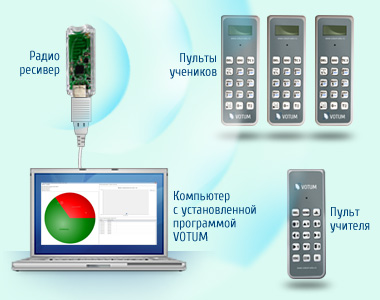 Радио
ресивер
Пульты
учеников
VOTUM
VOTUM
VOTUM
Компьютер
с установленной
программой
VOTUM
Пульт
учителя
VOTUM